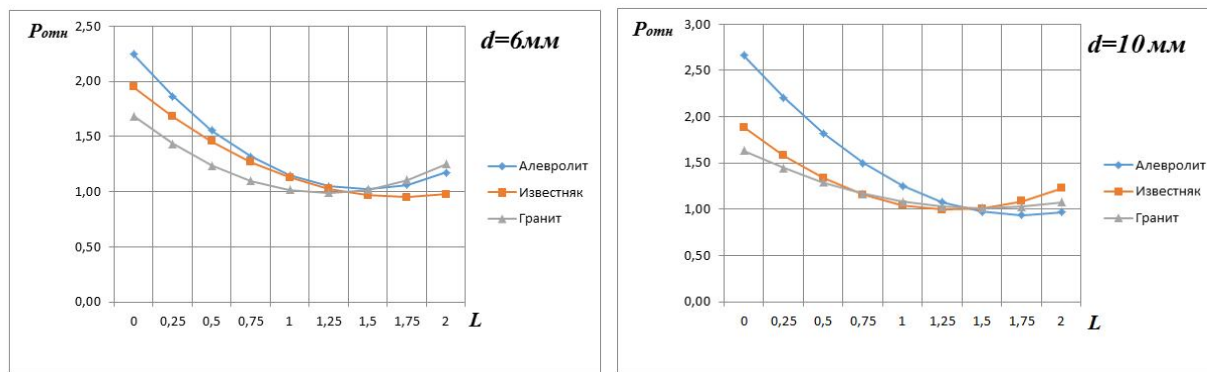 Pотн
d=6мм
2,50
2,00
1,50
1,00
0,50
0,00
0 0,25 0,5 0,75 1 1,25 1,5 1,75 2
L
Алевролит
Известняк
Гранит
Pотн
d=10 мм
3,00
2,50
2,00
1,50
1,00
0,50
0,00
0 0,25 0,5 0,75 1 1,25 1,5 1,75 2
L
Алевролит
Известняк
Гранит